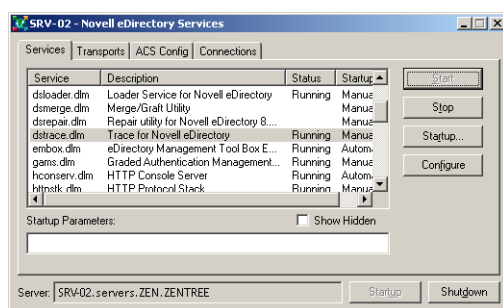 SRV-02 - Novell eDirectory Services
Services Transports ACS Config Connections
Service Description Status Startup
dsloader.dlm Loader Service for Novell eDirectory Running Manua
dsmerge.dlm Merge/Graft Utility Manua
dsrepair.dlm Repair utility for Novell eDirectory 8.... Manua
dstrace.dlm Trace for Novell eDirectory Running Manua
embox.dlm eDirectory Management Tool Box E... Running Autom
gams.dlm Graded Authentication Management... Running Manua
hconserv.dlm HTTP Console Server Running Autom
httpstk.dlm HTTP Protocol Stack Running Manua
Start
Stop
Startup...
Configure
Startup Parameters: Show Hidden
Server: SRV-02.servers.ZEN.ZENTREE Startup Shutdown